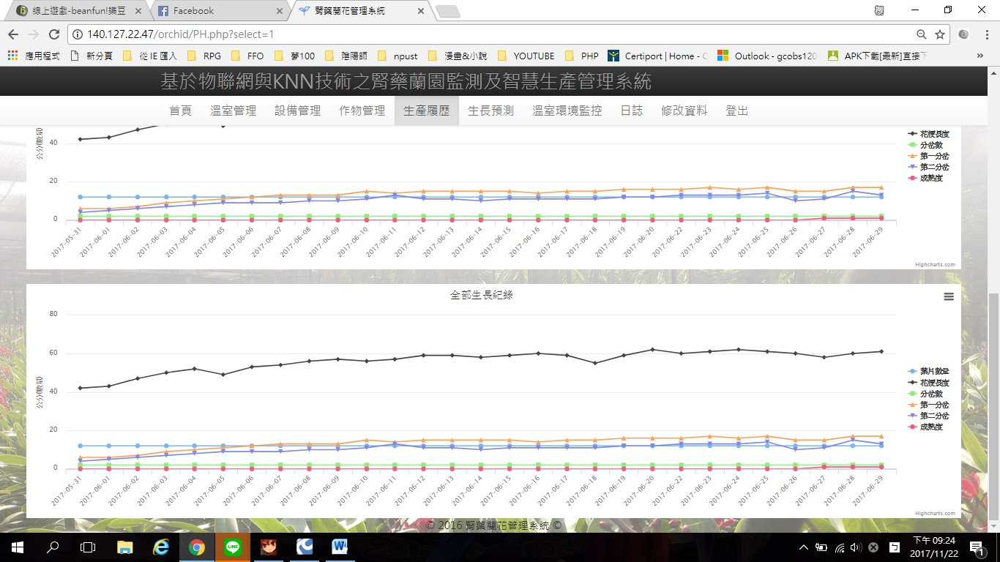 線上遊戲-beanfun!樂豆
Facebook
腎藥蘭花管理系統
140.127.22.47/orchid/PH.php?select=1
應用程式
新分頁
從 IE 匯入
RPG
FFO
夢100
陰陽師
npust
漫畫&小說
YOUTUBE
PHP
Certiport | Home - C
Outlook - gcobs120
APK下載[最新]直接下
»
基於物聯網與KNN技術之腎藥蘭園監測及智慧生產管理系統
首頁 溫室管理 設備管理 作物管理 生產履歷 生長預測 溫室環境監控 日誌 修改資料 登出
公分(數量)
40
20
0
花梗長度
分岔數
第一分岔
第二分岔
成熟度
2017-05-31 2017-06-01 2017-06-02 2017-06-03 2017-06-04 2017-06-05 2017-06-06 2017-06-07 2017-06-08 2017-06-09 2017-06-10 2017-06-11 2017-06-12 2017-06-13 2017-06-14 2017-06-15 2017-06-16 2017-06-17 2017-06-18 2017-06-19 2017-06-20 2017-06-22 2017-06-23 2017-06-24 2017-06-25 2017-06-26 2017-06-27 2017-06-28 2017-06-29
Highcharts.com
全部生長紀錄
公分(數量)
80
60
40
20
0
葉片數量
花梗長度
分岔數
第一分岔
第二分岔
成熟度
2017-05-31 2017-06-01 2017-06-02 2017-06-03 2017-06-04 2017-06-05 2017-06-06 2017-06-07 2017-06-08 2017-06-09 2017-06-10 2017-06-11 2017-06-12 2017-06-13 2017-06-14 2017-06-15 2017-06-16 2017-06-17 2017-06-18 2017-06-19 2017-06-20 2017-06-22 2017-06-23 2017-06-24 2017-06-25 2017-06-26 2017-06-27 2017-06-28 2017-06-29
Highcharts.com
© 2016 腎藥蘭花管理系統 ©
LINE
下午 09:24
2017/11/22
1